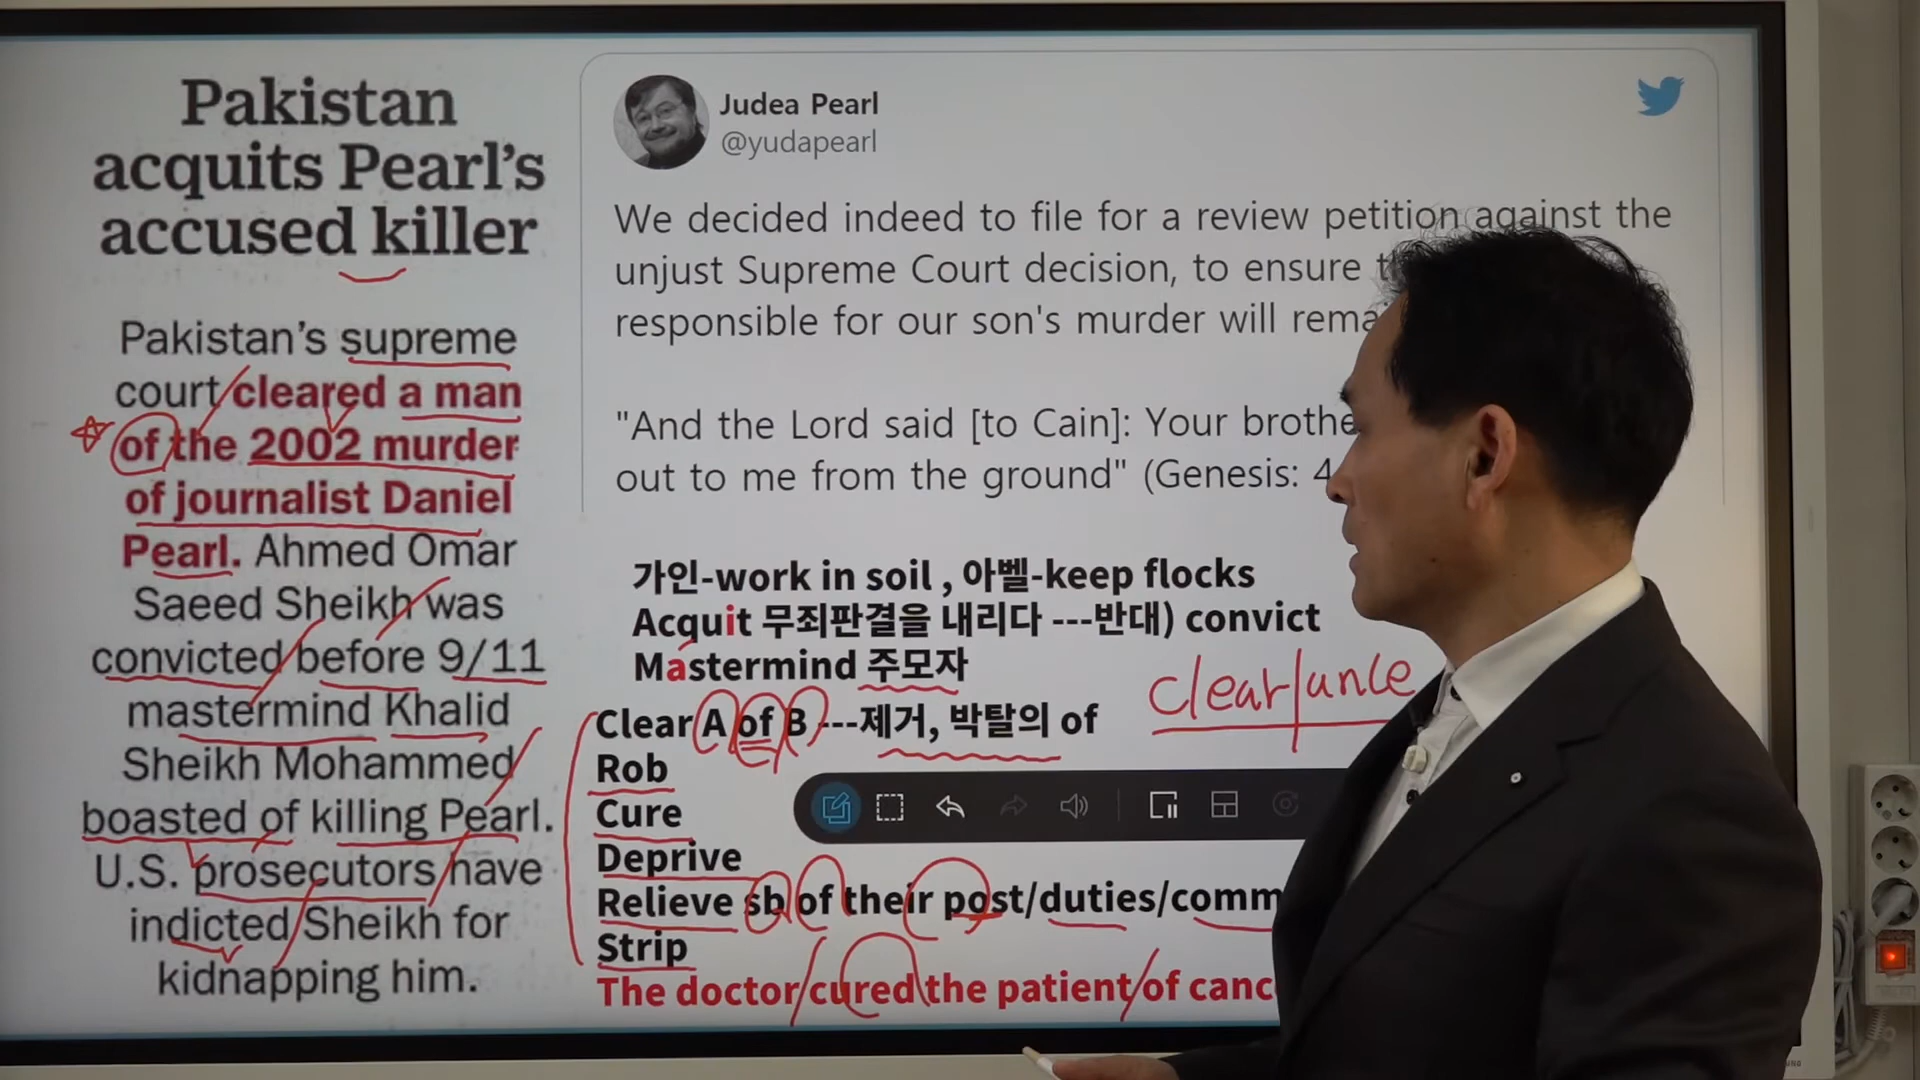 Pakistan
acquits Pearl's
accused killer
Pakistan's supreme
court cleared a man
of the 2002 murder
of journalist Daniel
Pearl. Ahmed Omar
Saeed Sheikh was
convicted before 9/11
mastermind Khalid
Sheikh Mohammed
boasted of killing Pearl.
U.S. prosecutors have
indicted Sheikh for
kidnapping him.
Judea Pearl
@yudapearl
We decided indeed to file for a review petition against the
unjust Supreme Court decision, to ensure
responsible for our son's murder will
"And the Lord said [to Cain]: Your
out to me from the ground" (Genesis: 4
가인-work in soil , 아벨-keep flocks
Acquit 무죄판결을 내리다 ---반대) convict
Mastermind 주모자
clearance
Clear A of B ---제거, 박탈의 of
Rob
Cure
Deprive
Relieve sb of their post/duties/
Strip
The doctor cured the patient of